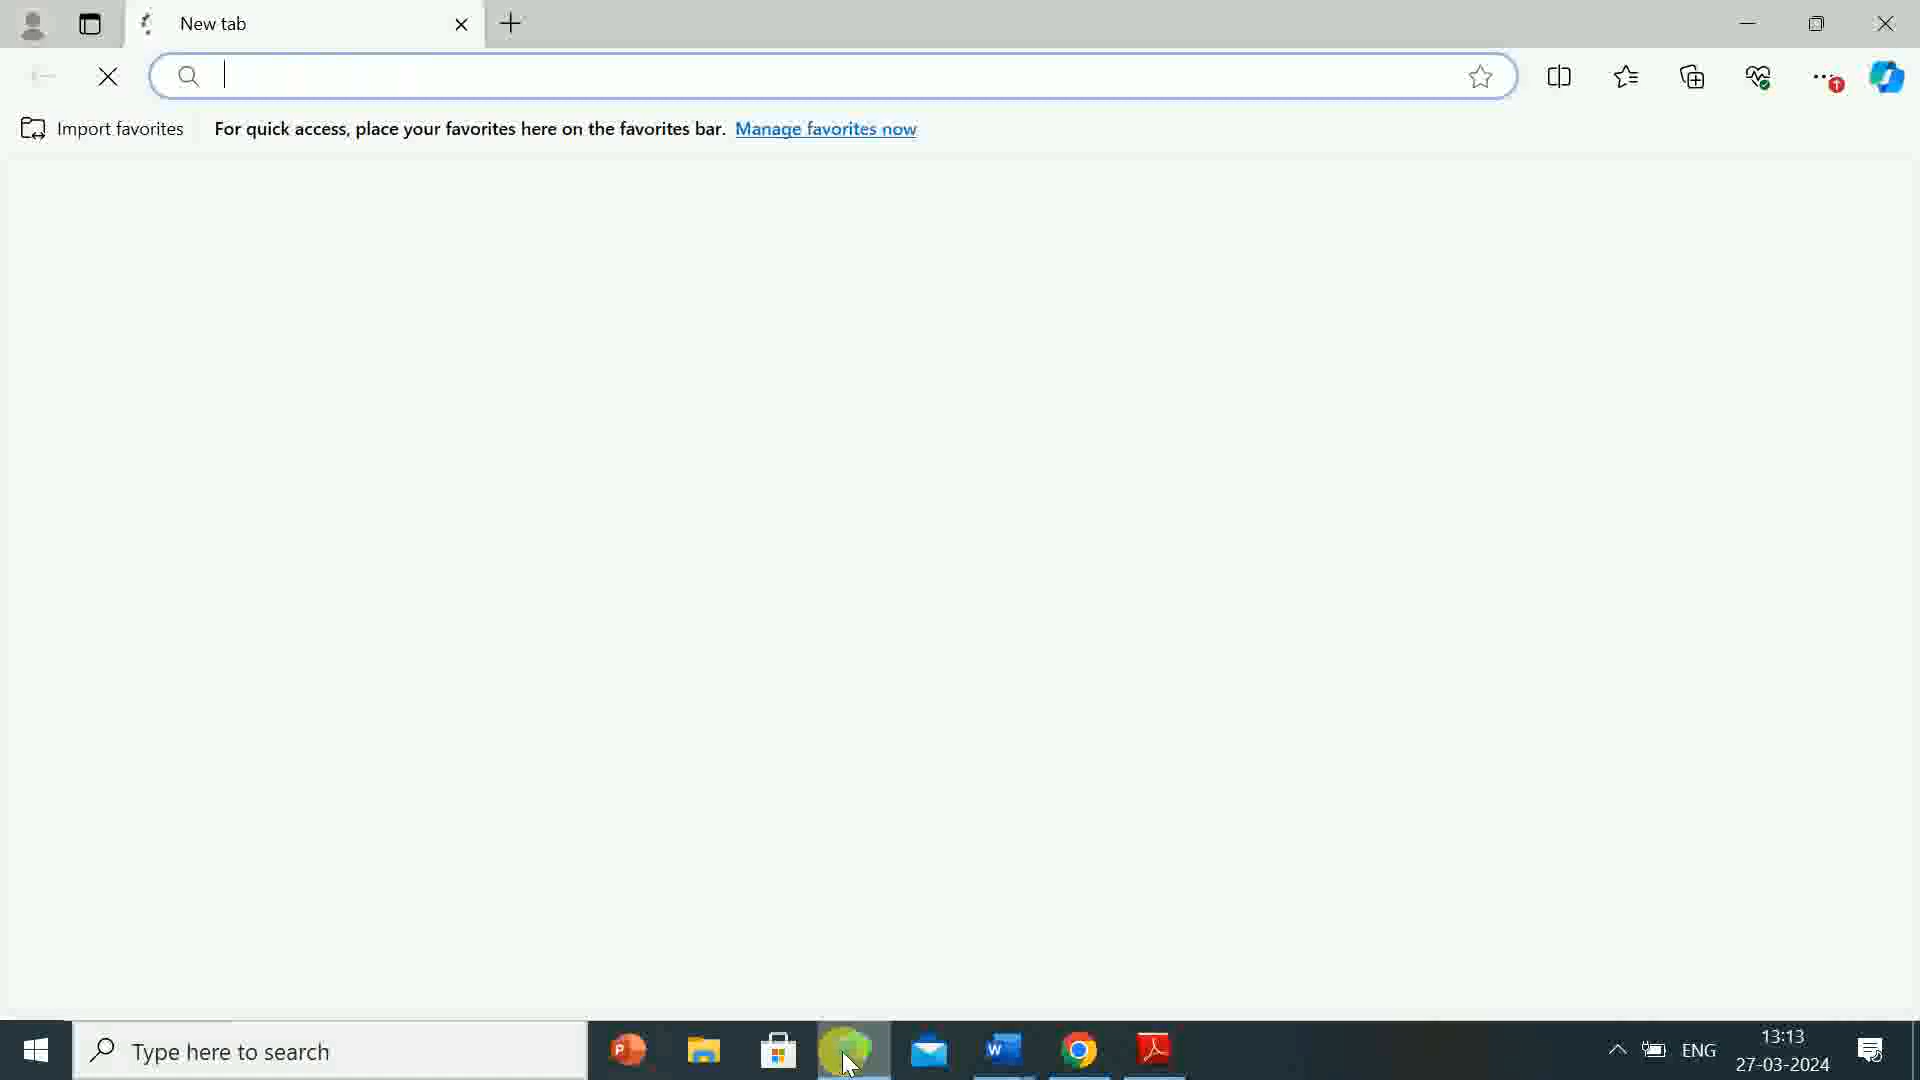 New tab
Import favorites
For quick access, place your favorites here on the favorites bar. Manage favorites now
Type here to search
P
W
ENG
13:13
27-03-2024